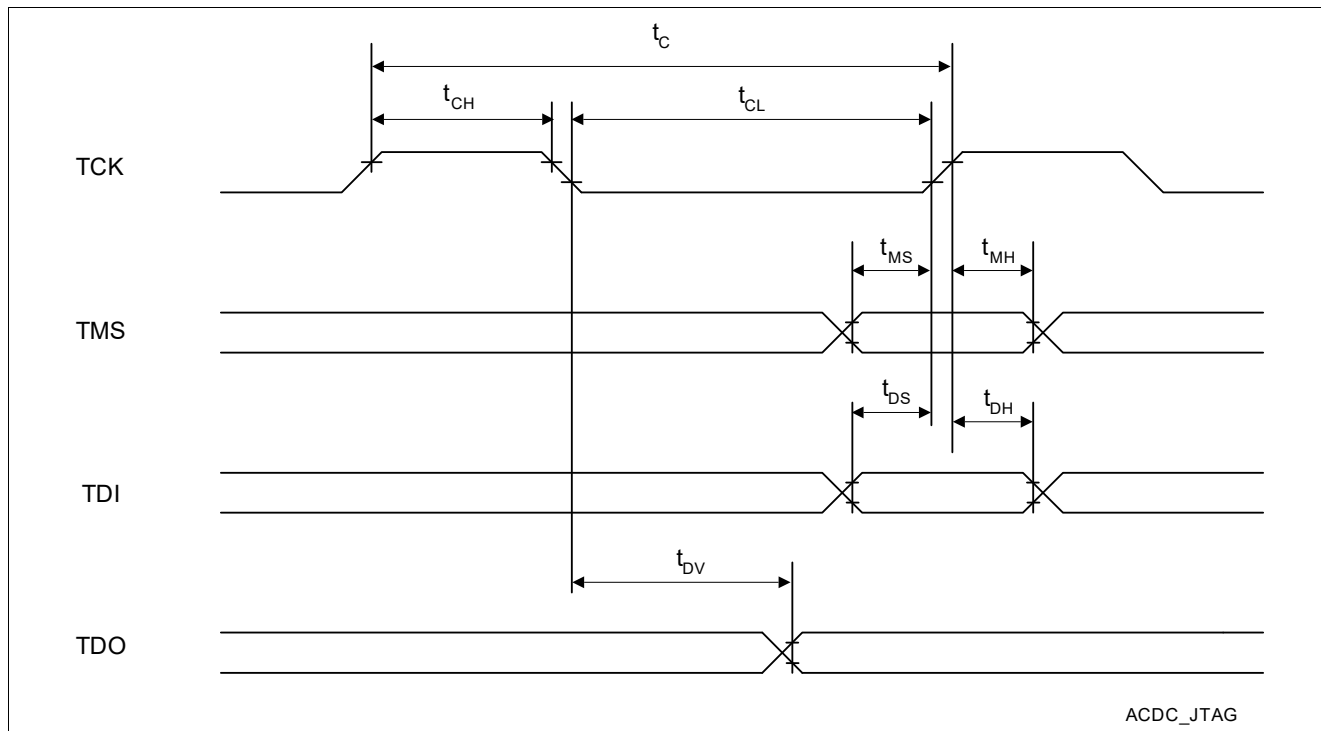 tC
tCH
tCL
TCK
tMS
tMH
TMS
tDS
tDH
TDI
tDV
TDO
ACDC_JTAG